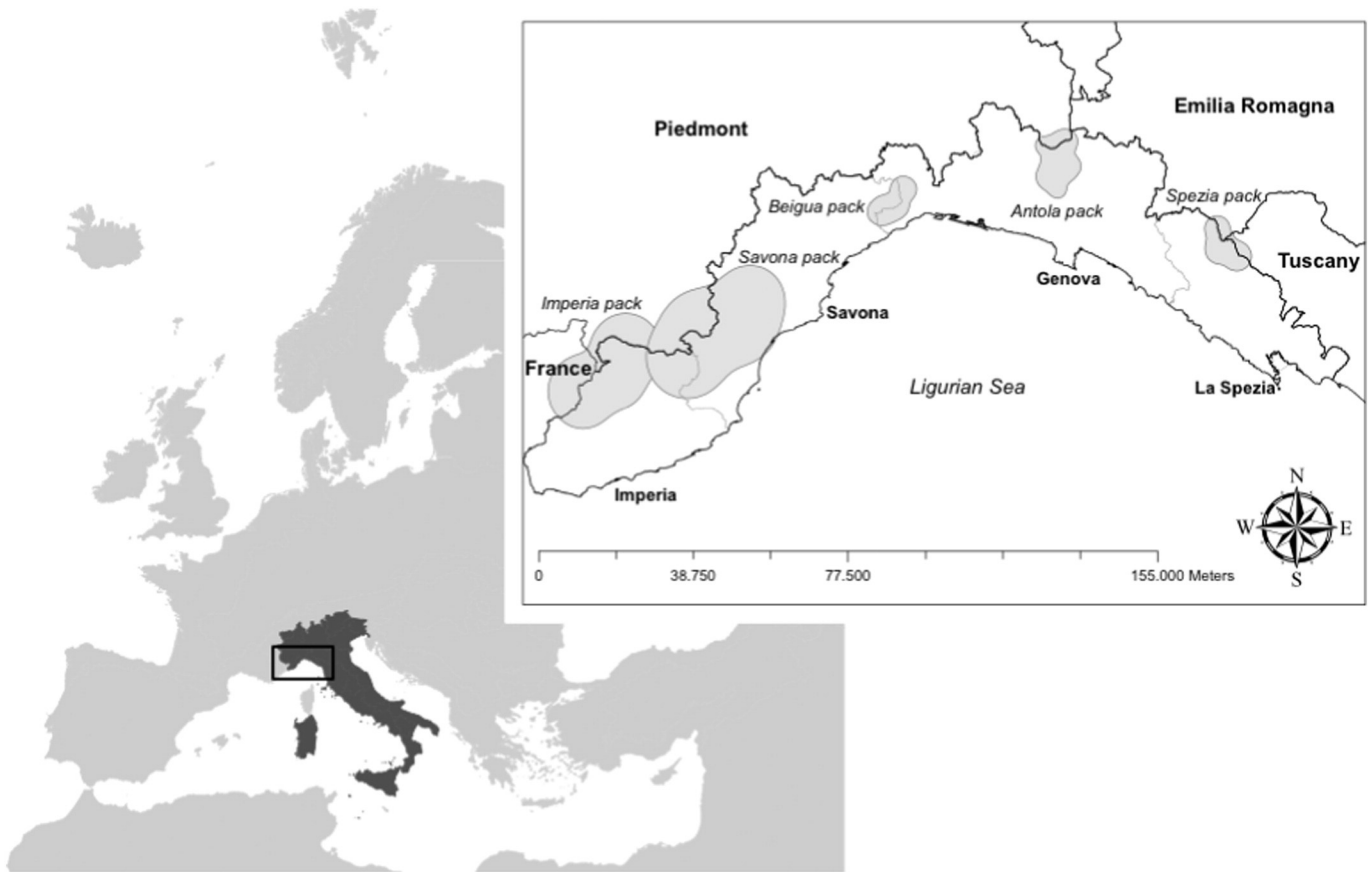 Piedmont
Emilia Romagna
Beigua pack
Antola pack
Spezia pack
Savona pack
Tuscany
Genova
Imperia pack
Savona
France
Ligurian Sea
La Spezia
Imperia
N
W E
S
0 38.750 77.500 155.000 Meters